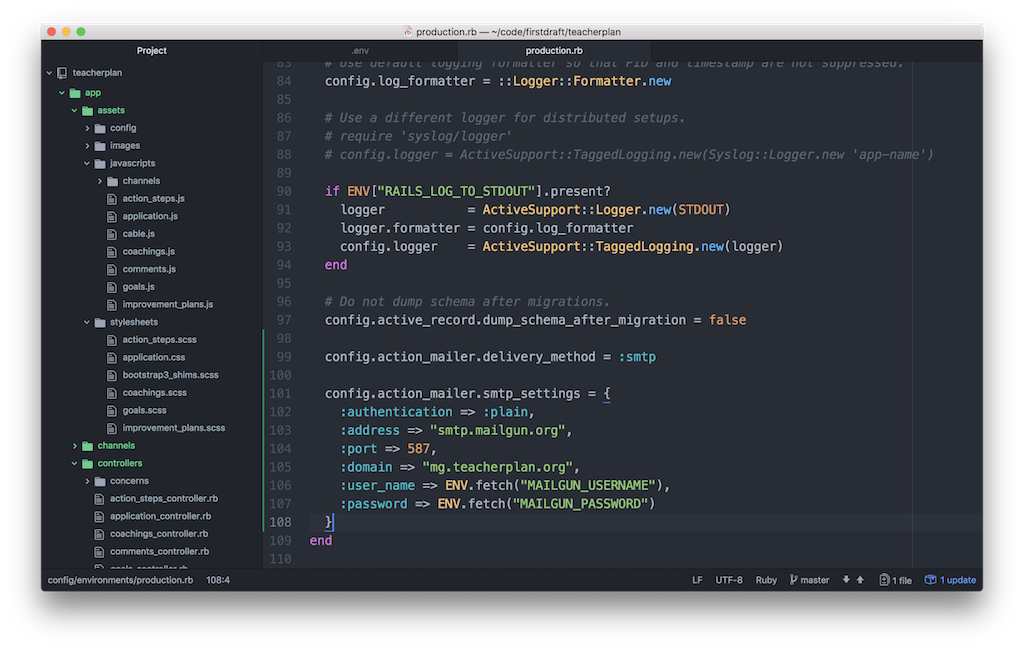 production.rb — ~/code/firstdraft/teacherplan
Project
.env
production.rb
teacherplan
app
assets
config
images
javascripts
channels
action_steps.js
application.js
cable.js
coachings.js
comments.js
goals.js
improvement_plans.js
stylesheets
action_steps.scss
application.css
bootstrap3_shims.scss
coachings.scss
goals.scss
improvement_plans.scss
channels
controllers
concerns
action_steps_controller.rb
application_controller.rb
coachings_controller.rb
comments_controller.rb
goals_controller.rb
83 # Use default logging formatter so that PID and timestamp are not suppressed.
84 config.log_formatter = ::Logger::Formatter.new
85
86 # Use a different logger for distributed setups.
87 # require 'syslog/logger'
88 # config.logger = ActiveSupport::TaggedLogging.new(Syslog::Logger.new 'app-name')
89
90 if ENV["RAILS_LOG_TO_STDOUT"].present?
91 logger = ActiveSupport::Logger.new(STDOUT)
92 logger.formatter = config.log_formatter
93 config.logger = ActiveSupport::TaggedLogging.new(logger)
94 end
95
96 # Do not dump schema after migrations.
97 config.active_record.dump_schema_after_migration = false
98
99 config.action_mailer.delivery_method = :smtp
100
101 config.action_mailer.smtp_settings = {
102 :authentication => :plain,
103 :address => "smtp.mailgun.org",
104 :port => 587,
105 :domain => "mg.teacherplan.org",
106 :user_name => ENV.fetch("MAILGUN_USERNAME"),
107 :password => ENV.fetch("MAILGUN_PASSWORD")
108 }
109 end
110
config/environments/production.rb 108:4
LF UTF-8 Ruby master 1 file 1 update